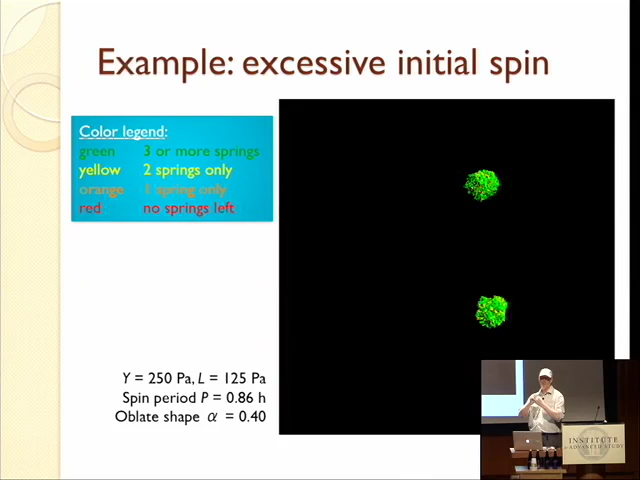 Example: excessive initial spin
Color legend:
green 3 or more springs
yellow 2 springs only
orange 1 spring only
red no springs left
Y = 250 Pa, L = 125 Pa
Spin period P = 0.86 h
Oblate shape α = 0.40
INSTITUTE
for ADVANCED STUDY